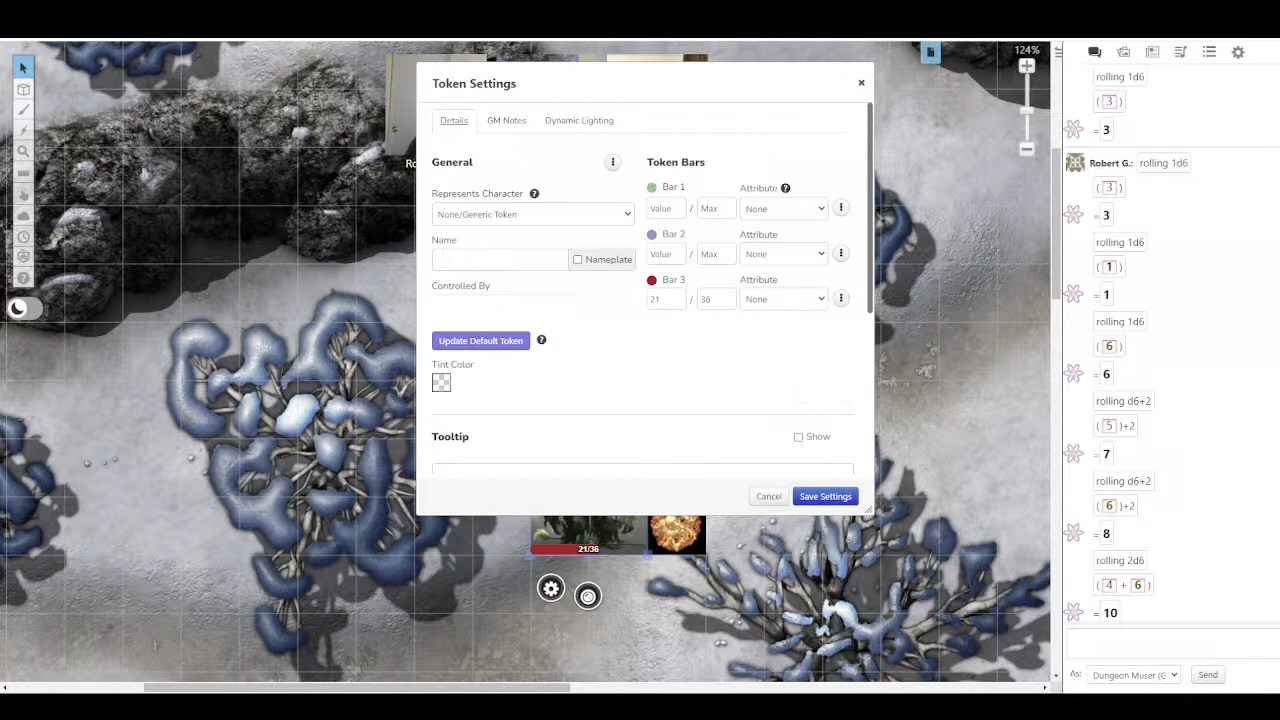 124%
Token Settings
×
Details GM Notes Dynamic Lighting
General
Represents Character ?
None/Generic Token
Name
Nameplate
Controlled By
Update Default Token ?
Tint Color
Token Bars
Bar 1 Attribute ?
Value / Max None
Bar 2 Attribute
Value / Max None
Bar 3 Attribute
21 / 36 None
Tooltip Show
Cancel Save Settings
Ro
21/36
rolling 1d6
(3)
= 3
Robert G.: rolling 1d6
(3)
= 3
rolling 1d6
(1)
= 1
rolling 1d6
(6)
= 6
rolling d6+2
(5)+2
= 7
rolling d6+2
(6)+2
= 8
rolling 2d6
(4 + 6)
= 10
As: Dungeon Muser (G Send